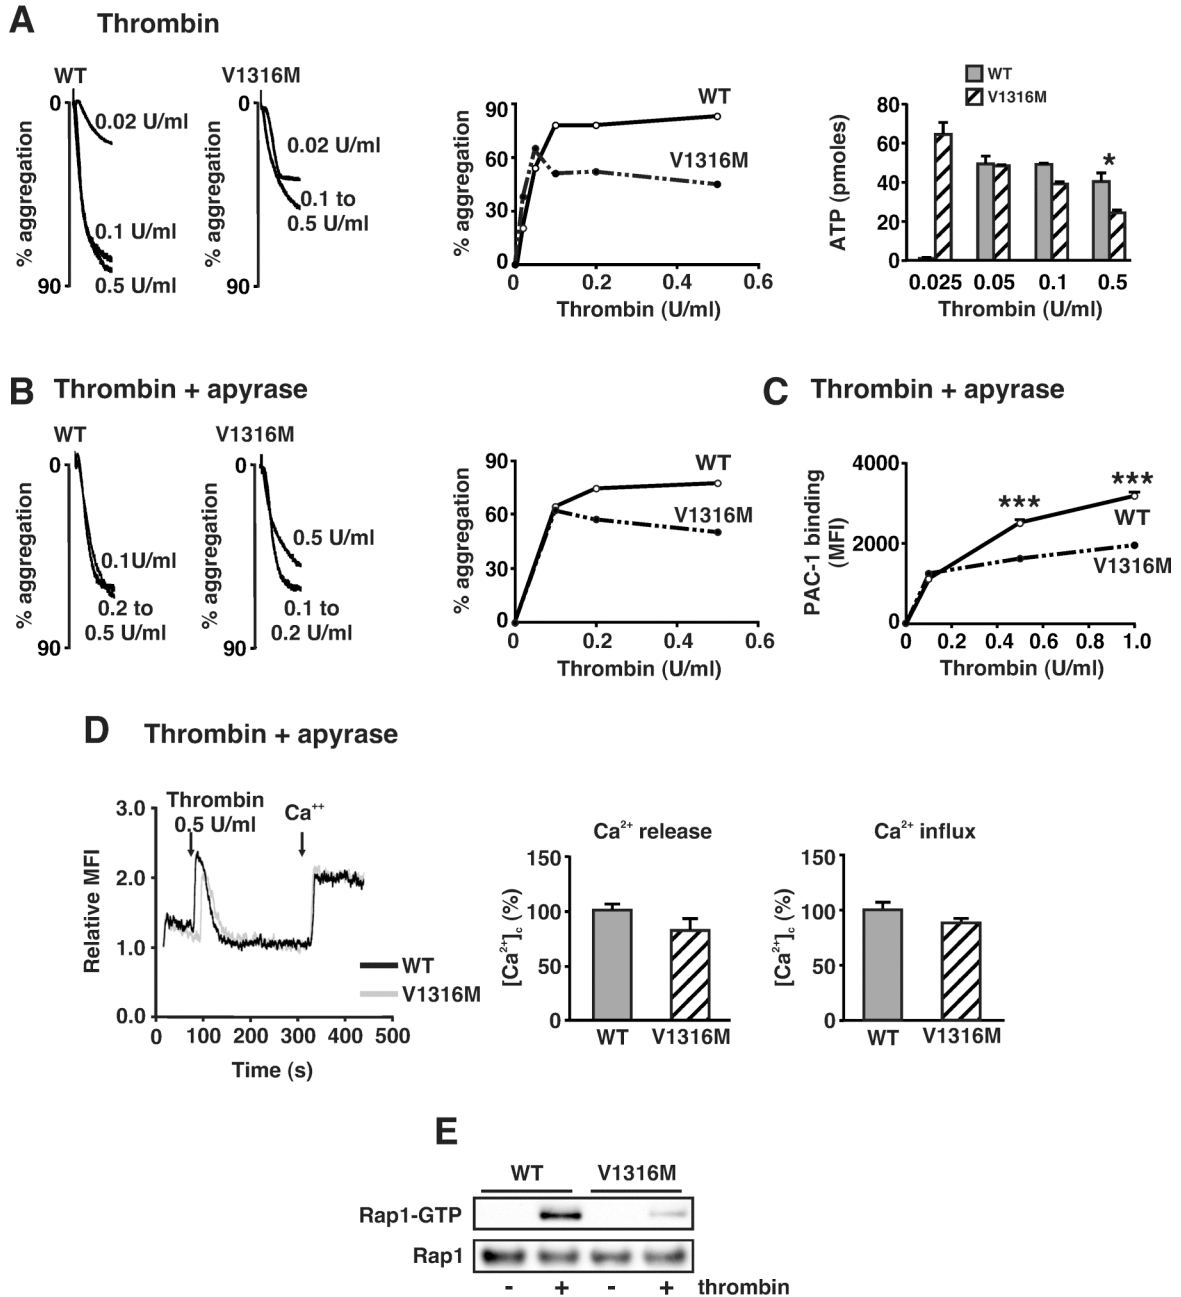 A Thrombin
WT
0
0.02 U/ml
0.1 U/ml
0.5 U/ml
90
% aggregation
V1316M
0
0.02 U/ml
0.1 to
0.5 U/ml
90
% aggregation
90
60
30
0
% aggregation
WT
V1316M
0 0.2 0.4 0.6
Thrombin (U/ml)
WT
V1316M
80
60
40
20
0
ATP (pmoles)
*
0.025 0.05 0.1 0.5
Thrombin (U/ml)
B Thrombin + apyrase
WT
0
0.1U/ml
0.2 to
0.5 U/ml
90
% aggregation
V1316M
0
0.5 U/ml
0.1 to
0.2 U/ml
90
% aggregation
90
60
30
0
% aggregation
WT
V1316M
0 0.2 0.4 0.6
Thrombin (U/ml)
C Thrombin + apyrase
4000
2000
0
PAC-1 binding
(MFI)
***
***
WT
V1316M
0 0.2 0.4 0.6 0.8 1.0
Thrombin (U/ml)
D Thrombin + apyrase
3.0
2.0
1.0
0.0
Relative MFI
Thrombin
0.5 U/ml
Ca++
WT
V1316M
0 100 200 300 400 500
Time (s)
Ca2+ release
150
100
50
0
[Ca2+]c (%)
WT V1316M
Ca2+ influx
150
100
50
0
[Ca2+]c (%)
WT V1316M
E
WT V1316M
Rap1-GTP
Rap1
- + - + thrombin